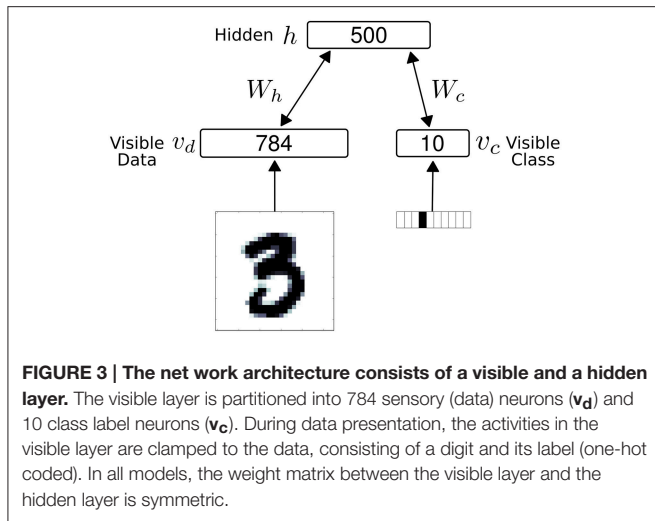 Hidden h 500
W_h W_c
Visible Data v_d 784
10 v_c Visible Class
FIGURE 3 | The net work architecture consists of a visible and a hidden
layer. The visible layer is partitioned into 784 sensory (data) neurons (v_d) and
10 class label neurons (v_c). During data presentation, the activities in the
visible layer are clamped to the data, consisting of a digit and its label (one-hot
coded). In all models, the weight matrix between the visible layer and the
hidden layer is symmetric.
3